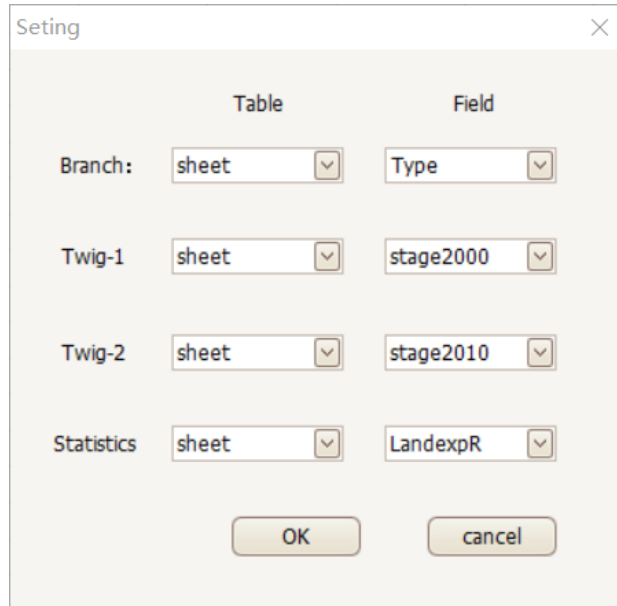 Seting
Table Field
Branch: sheet Type
Twig-1 sheet stage2000
Twig-2 sheet stage2010
Statistics sheet LandexpR
OK cancel